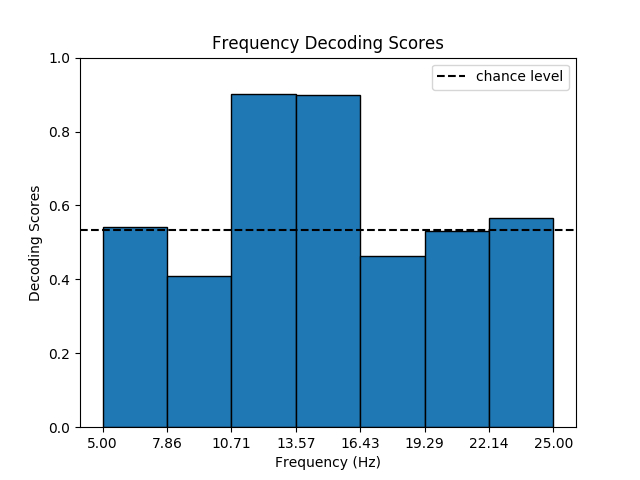 Frequency Decoding Scores
chance level
1.0
0.8
0.6
0.4
0.2
0.0
Decoding Scores
5.00 7.86 10.71 13.57 16.43 19.29 22.14 25.00
Frequency (Hz)